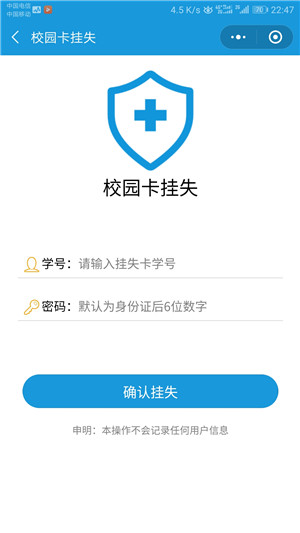 中国电信
中国移动
4.5 K/s
22:47
校园卡挂失
校园卡挂失
学号：请输入挂失卡学号
密码：默认为身份证后6位数字
确认挂失
申明：本操作不会记录任何用户信息